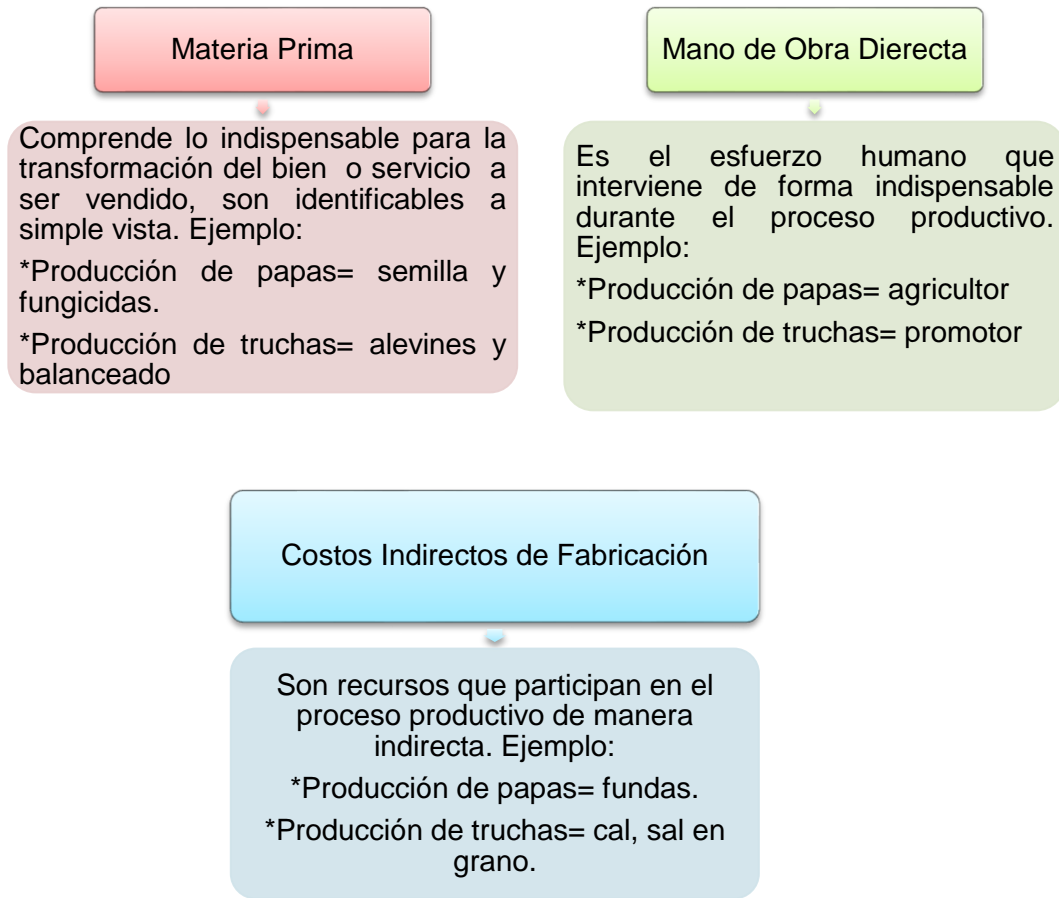 Materia Prima
Comprende lo indispensable para la
transformación del bien o servicio a
ser vendido, son identificables a
simple vista. Ejemplo:
*Producción de papas= semilla y
fungicidas.
*Producción de truchas= alevines y
balanceado
Mano de Obra Dierecta
Es el esfuerzo humano que
interviene de forma indispensable
durante el proceso productivo.
Ejemplo:
*Producción de papas= agricultor
*Producción de truchas= promotor
Costos Indirectos de Fabricación
Son recursos que participan en el
proceso productivo de manera
indirecta. Ejemplo:
*Producción de papas= fundas.
*Producción de truchas= cal, sal en
grano.